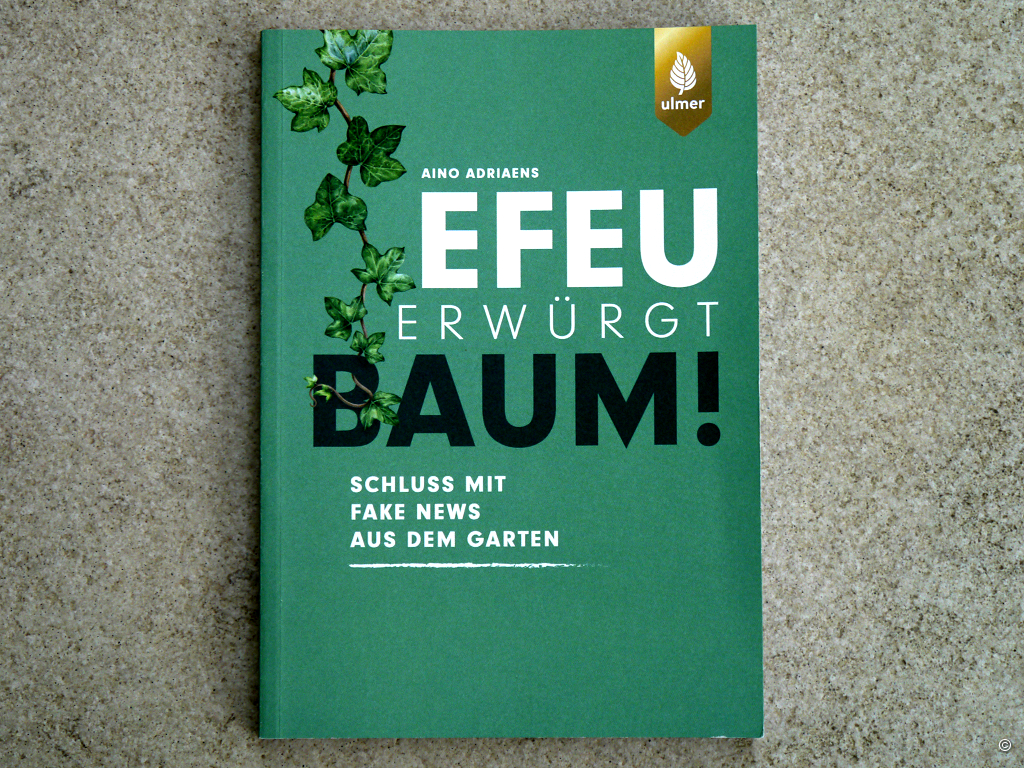 ulmer
AINO ADRIAENS
EFEU
ERWÜRGT
BAUM!
SCHLUSS MIT
FAKE NEWS
AUS DEM GARTEN
©